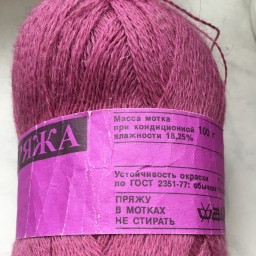 ЯЖА
Масса мотка
при кондиционной 100 г
влажности 18,25%
Устойчивость окраски
по ГОСТ 2351-77: обычная
ПРЯЖУ
В МОТКАХ
НЕ СТИРАТЬ